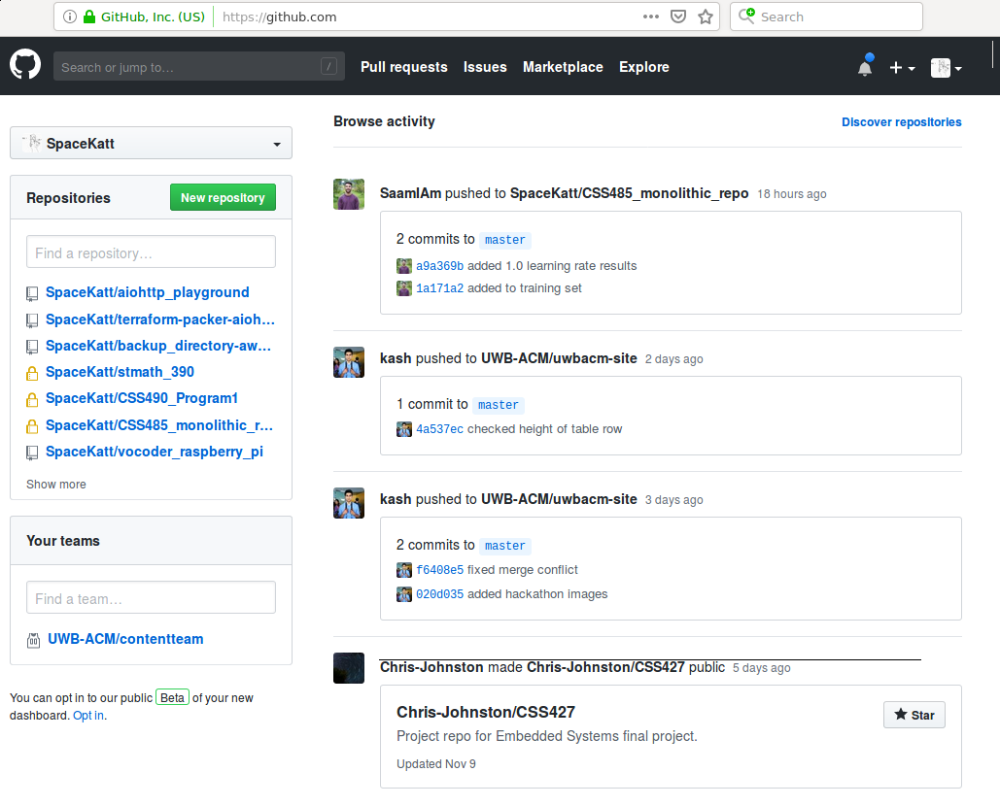 GitHub, Inc. (US) https://github.com Search
Search or jump to… / Pull requests Issues Marketplace Explore
SpaceKatt
Repositories New repository
Find a repository…
SpaceKatt/aiohttp_playground
SpaceKatt/terraform-packer-aioh…
SpaceKatt/backup_directory-aw…
SpaceKatt/stmath_390
SpaceKatt/CSS490_Program1
SpaceKatt/CSS485_monolithic_r…
SpaceKatt/vocoder_raspberry_pi
Show more
Your teams
Find a team…
UWB-ACM/contentteam
You can opt in to our public Beta of your new
dashboard. Opt in.
Browse activity Discover repositories
SaamIAm pushed to SpaceKatt/CSS485_monolithic_repo 18 hours ago
2 commits to master
a9a369b added 1.0 learning rate results
1a171a2 added to training set
kash pushed to UWB-ACM/uwbacm-site 2 days ago
1 commit to master
4a537ec checked height of table row
kash pushed to UWB-ACM/uwbacm-site 3 days ago
2 commits to master
f6408e5 fixed merge conflict
020d035 added hackathon images
Chris-Johnston made Chris-Johnston/CSS427 public 5 days ago
Chris-Johnston/CSS427 Star
Project repo for Embedded Systems final project.
Updated Nov 9